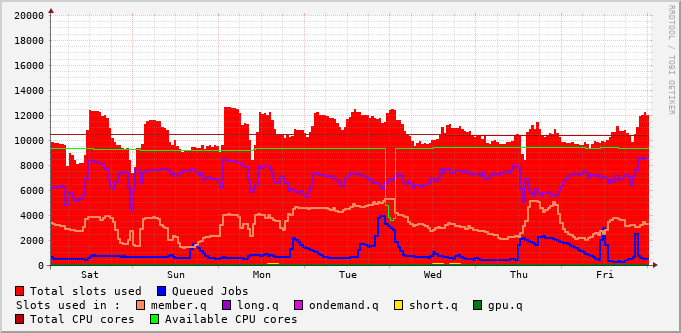 RRDTOOL / TOBI OETIKER
20000
18000
16000
14000
12000
10000
8000
6000
4000
2000
0
Sat Sun Mon Tue Wed Thu Fri
Total slots used Queued Jobs
Slots used in : member.q long.q ondemand.q short.q gpu.q
Total CPU cores Available CPU cores